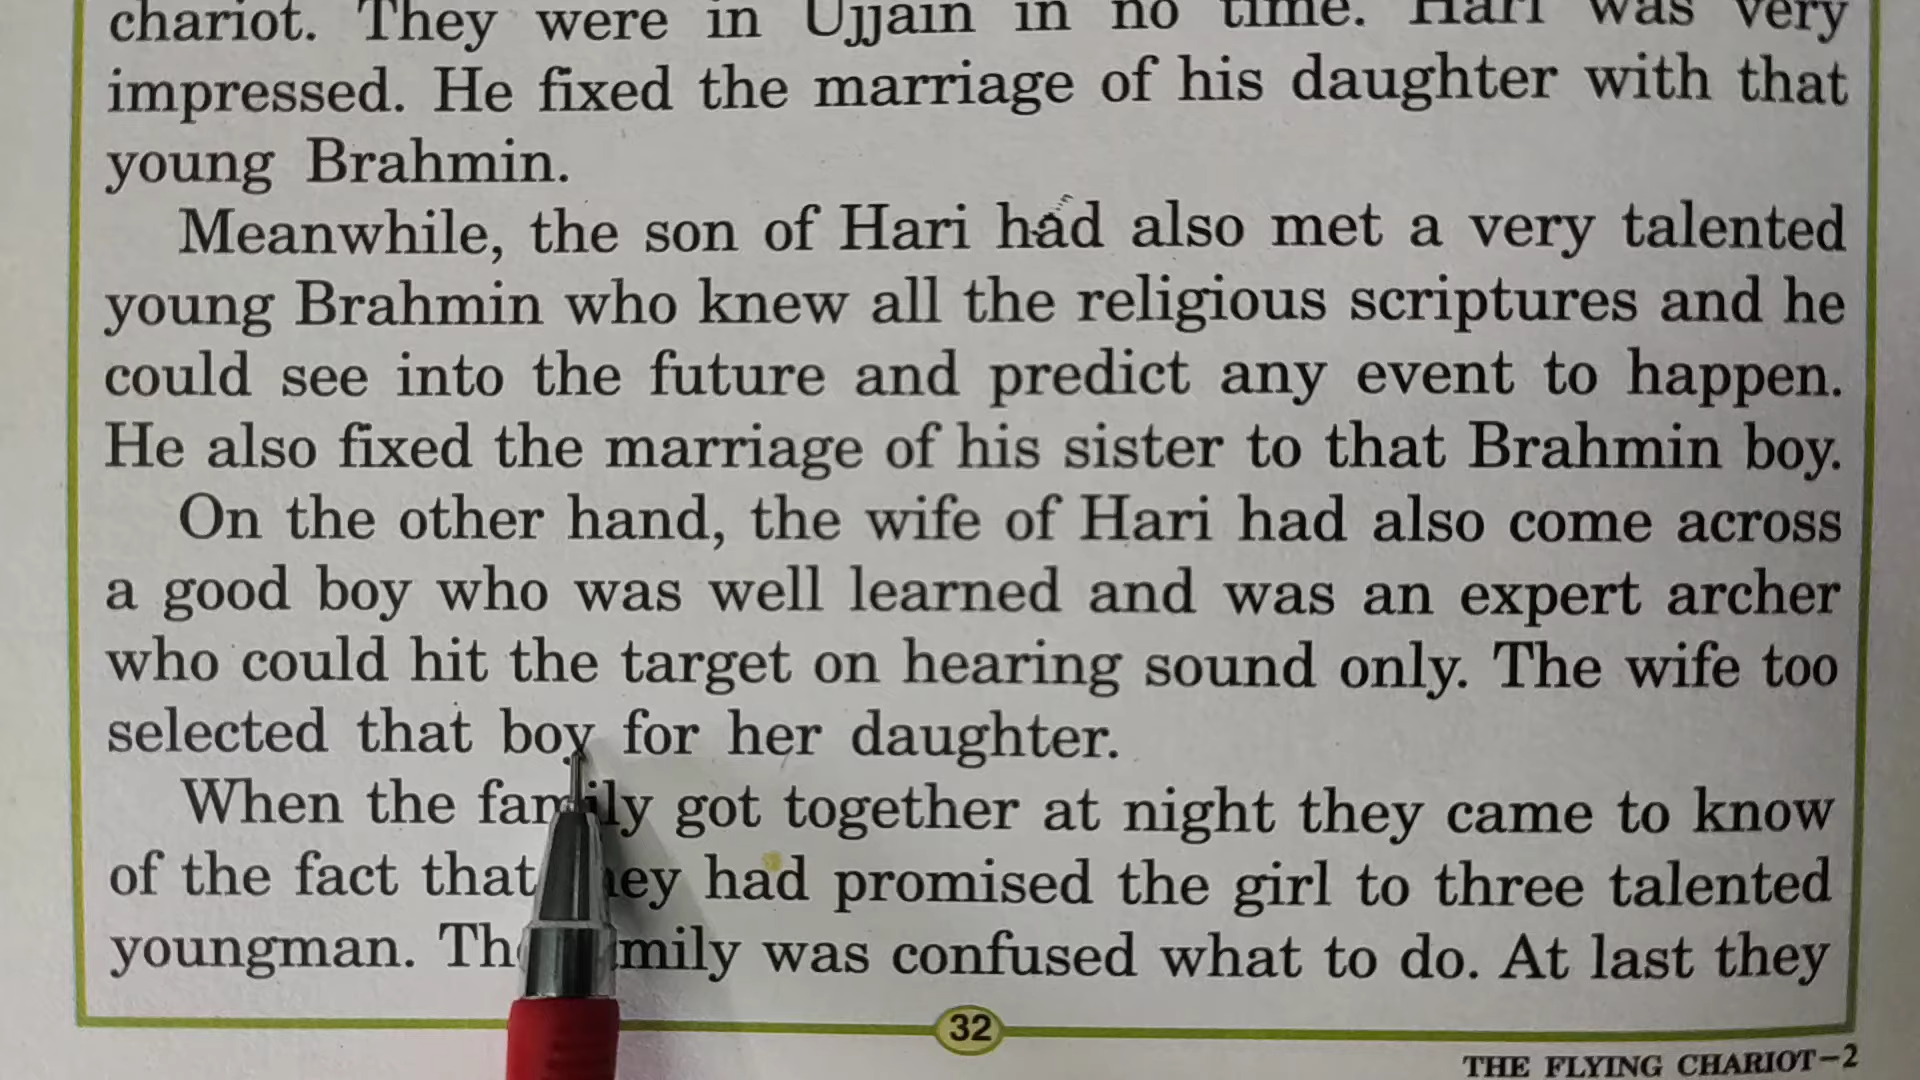 chariot. They were in Ujjain in no time. Hari was very
impressed. He fixed the marriage of his daughter with that
young Brahmin.
Meanwhile, the son of Hari had also met a very talented
young Brahmin who knew all the religious scriptures and he
could see into the future and predict any event to happen.
He also fixed the marriage of his sister to that Brahmin boy.
On the other hand, the wife of Hari had also come across
a good boy who was well learned and was an expert archer
who could hit the target on hearing sound only. The wife too
selected that boy for her daughter.
When the family got together at night they came to know
of the fact that they had promised the girl to three talented
youngman. The family was confused what to do. At last they
32
THE FLYING CHARIOT–2